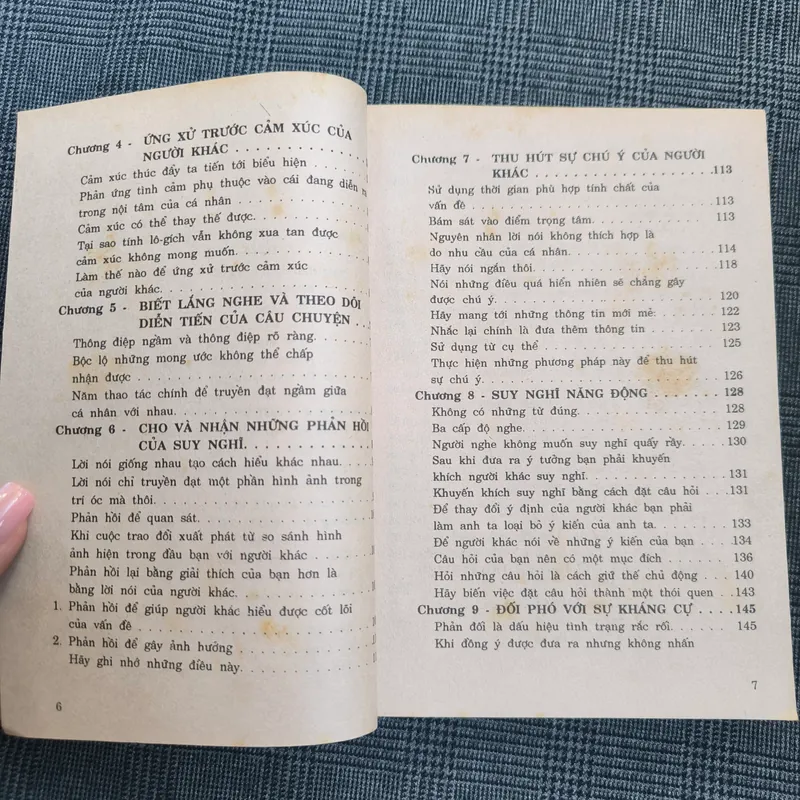 Chương 4 - ỨNG XỬ TRƯỚC CẢM XÚC CỦA
NGƯỜI KHÁC . . . . . . . . . . . . . . . . .
Cảm xúc thúc đẩy ta tiến tới biểu hiện . . . . .
Phản ứng tình cảm phụ thuộc vào cái đang diễn ra
trong nội tâm của cá nhân . . . . . . . . . . . .
Cảm xúc có thể thay thế được. . . . . . . . . . .
Tại sao tính lô-gích vẫn không xua tan được
cảm xúc không mong muốn. . . . . . . . . . . .
Làm thế nào để ứng xử trước cảm xúc
của người khác. . . . . . . . . . . . . . . . . . .
Chương 5 - BIẾT LẮNG NGHE VÀ THEO DÕI
DIỄN TIẾN CỦA CÂU CHUYỆN . . .
Thông điệp ngầm và thông điệp rõ ràng. . . . . .
Bộc lộ những mong ước không thể chấp
nhận được . . . . . . . . . . . . . . . . . . . . .
Năm thao tác chính để truyền đạt ngầm giữa
cá nhân với nhau. . . . . . . . . . . . . . . . . .
Chương 6 - CHO VÀ NHẬN NHỮNG PHẢN HỒI
CỦA SUY NGHĨ. . . . . . . . . . . . . . .
Lời nói giống nhau tạo cách hiểu khác nhau. . . .
Lời nói chỉ truyền đạt một phần hình ảnh trong
trí óc mà thôi. . . . . . . . . . . . . . . . . . . .
Phản hồi để quan sát. . . . . . . . . . . . . . . .
Khi cuộc trao đổi xuất phát từ so sánh hình
ảnh hiện trong đầu bạn với người khác . . . . . .
Phản hồi lại bằng giải thích của bạn hơn là
bằng lời nói của người khác. . . . . . . . . . . .
1. Phản hồi để giúp người khác hiểu được cốt lõi
của vấn đề . . . . . . . . . . . . . . . . . . . . .
2. Phản hồi để gây ảnh hưởng . . . . . . . . . . .
Hãy ghi nhớ những điều này. . . . . . . . . . . .
6
Chương 7 - THU HÚT SỰ CHÚ Ý CỦA NGƯỜI
KHÁC . . . . . . . . . . . . . . . . . .113
Sử dụng thời gian phù hợp tính chất của
vấn đề . . . . . . . . . . . . . . . . . . . . . 113
Bám sát vào điểm trọng tâm. . . . . . . . . . 113
Nguyên nhân lời nói không thích hợp là
do nhu cầu của cá nhân. . . . . . . . . . . . 114
Hãy nói ngắn thôi. . . . . . . . . . . . . . . .118
Nói những điều quá hiển nhiên sẽ chẳng gây
được chú ý. . . . . . . . . . . . . . . . . . . 120
Hãy mang tới những thông tin mới mẻ: . . . . 122
Nhắc lại chính là đưa thêm thông tin . . . . . 123
Sử dụng từ cụ thể . . . . . . . . . . . . . . . 125
Thực hiện những phương pháp này để thu hút
sự chú ý. . . . . . . . . . . . . . . . . . . . . 126
Chương 8 - SUY NGHĨ NĂNG ĐỘNG . . . . . . . 128
Không có những từ đúng. . . . . . . . . . . . 128
Ba cấp độ nghe. . . . . . . . . . . . . . . . . 129
Người nghe không muốn suy nghĩ quấy rầy. . . 130
Sau khi đưa ra ý tưởng bạn phải khuyến
khích người khác suy nghĩ. . . . . . . . . . . 131
Khuyến khích suy nghĩ bằng cách đặt câu hỏi . .131
Để thay đổi ý định của người khác bạn phải
làm anh ta loại bỏ ý kiến của anh ta. . . . . . 133
Để người khác nói về những ý kiến của bạn . . 134
Câu hỏi của bạn nên có một mục đích . . . . . 136
Hỏi những câu hỏi là cách giữ thế chủ động . . 140
Hãy biến việc đặt câu hỏi thành một thói quen . 143
Chương 9 - ĐỐI PHÓ VỚI SỰ KHÁNG CỰ . . . . 145
Phản đối là dấu hiệu tình trạng rắc rối. . . . . 145
Khi đồng ý được đưa ra nhưng không nhấn
7